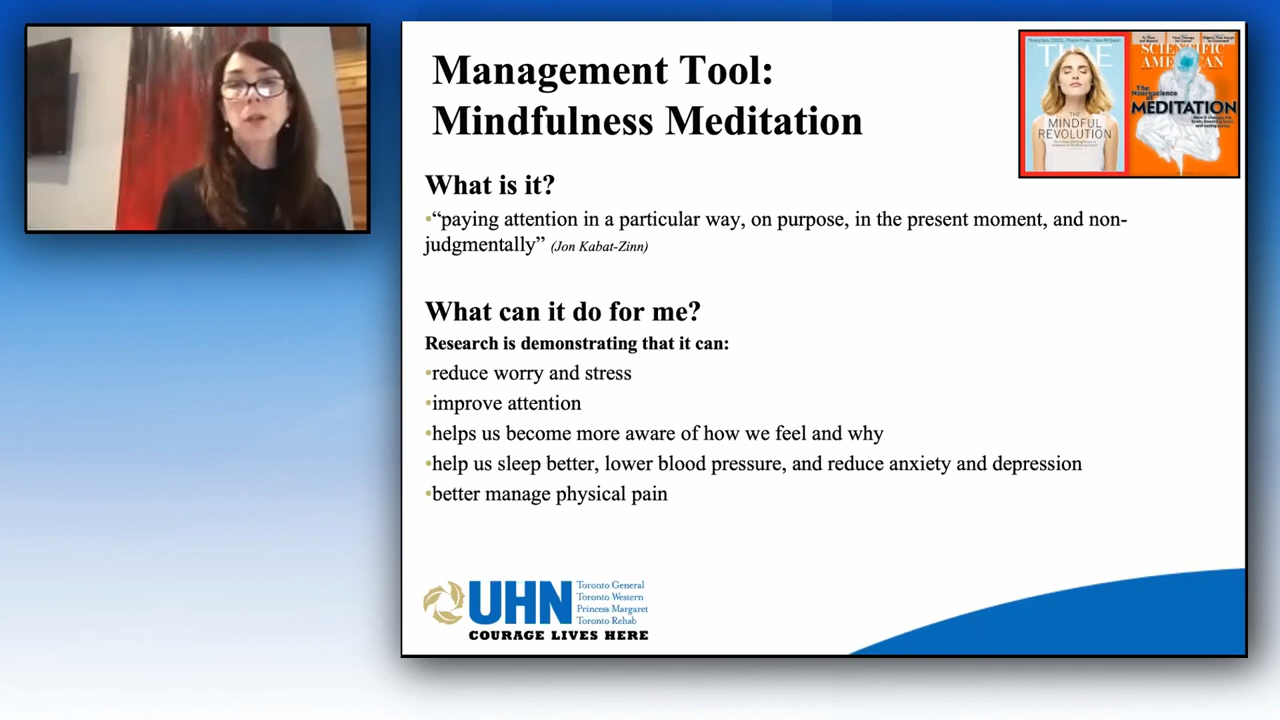 Management Tool:
Mindfulness Meditation
TIME
THE
MINDFUL
REVOLUTION
SCIENTIFIC
AMERICAN
The
Neuroscience
of
MEDITATION
What is it?
•“paying attention in a particular way, on purpose, in the present moment, and non-
judgmentally” (Jon Kabat-Zinn)
What can it do for me?
Research is demonstrating that it can:
•reduce worry and stress
•improve attention
•helps us become more aware of how we feel and why
•help us sleep better, lower blood pressure, and reduce anxiety and depression
•better manage physical pain
UHN
Toronto General
Toronto Western
Princess Margaret
Toronto Rehab
COURAGE LIVES HERE